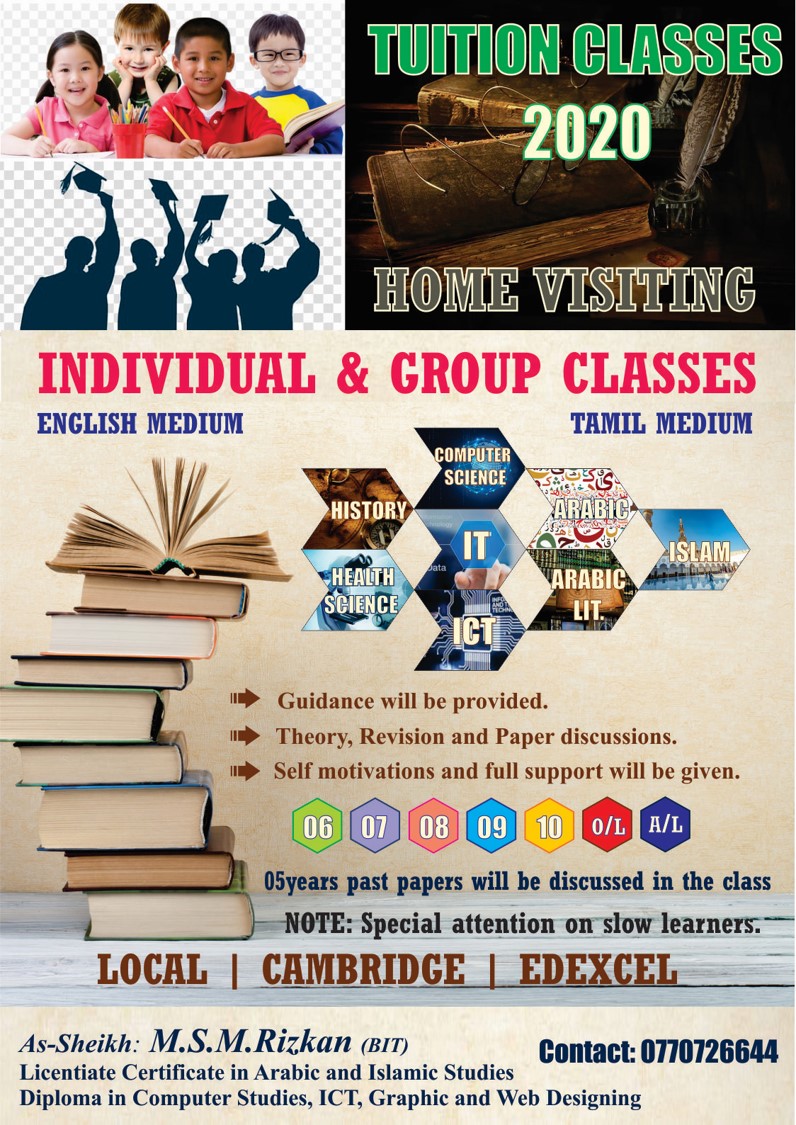 TUITION CLASSES
2020
HOME VISITING
INDIVIDUAL & GROUP CLASSES
ENGLISH MEDIUM
TAMIL MEDIUM
COMPUTER
SCIENCE
HISTORY
ARABIC
IT
ISLAM
Data
HEALTH
SCIENCE
ARABIC
LIT.
ICT
Guidance will be provided.
Theory, Revision and Paper discussions.
Self motivations and full support will be given.
06 07 08 09 10 O/L A/L
05years past papers will be discussed in the class
NOTE: Special attention on slow learners.
LOCAL | CAMBRIDGE | EDEXCEL
As-Sheikh: M.S.M.Rizkan (BIT)
Contact: 0770726644
Licentiate Certificate in Arabic and Islamic Studies
Diploma in Computer Studies, ICT, Graphic and Web Designing